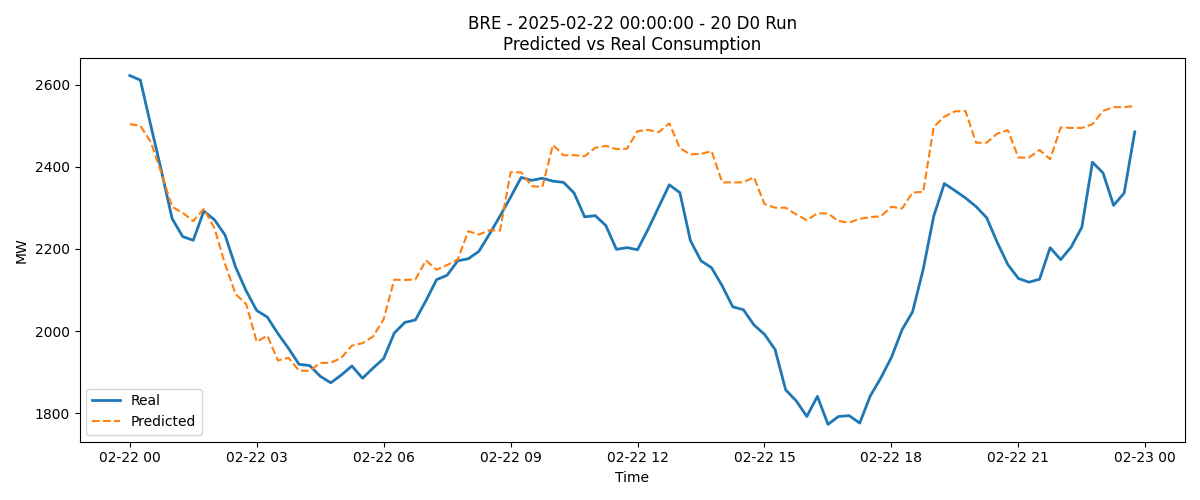 BRE - 2025-02-22 00:00:00 - 20 D0 Run
Predicted vs Real Consumption
MW
2600
2400
2200
2000
1800
Real
Predicted
02-22 00
02-22 03
02-22 06
02-22 09
02-22 12
02-22 15
02-22 18
02-22 21
02-23 00
Time